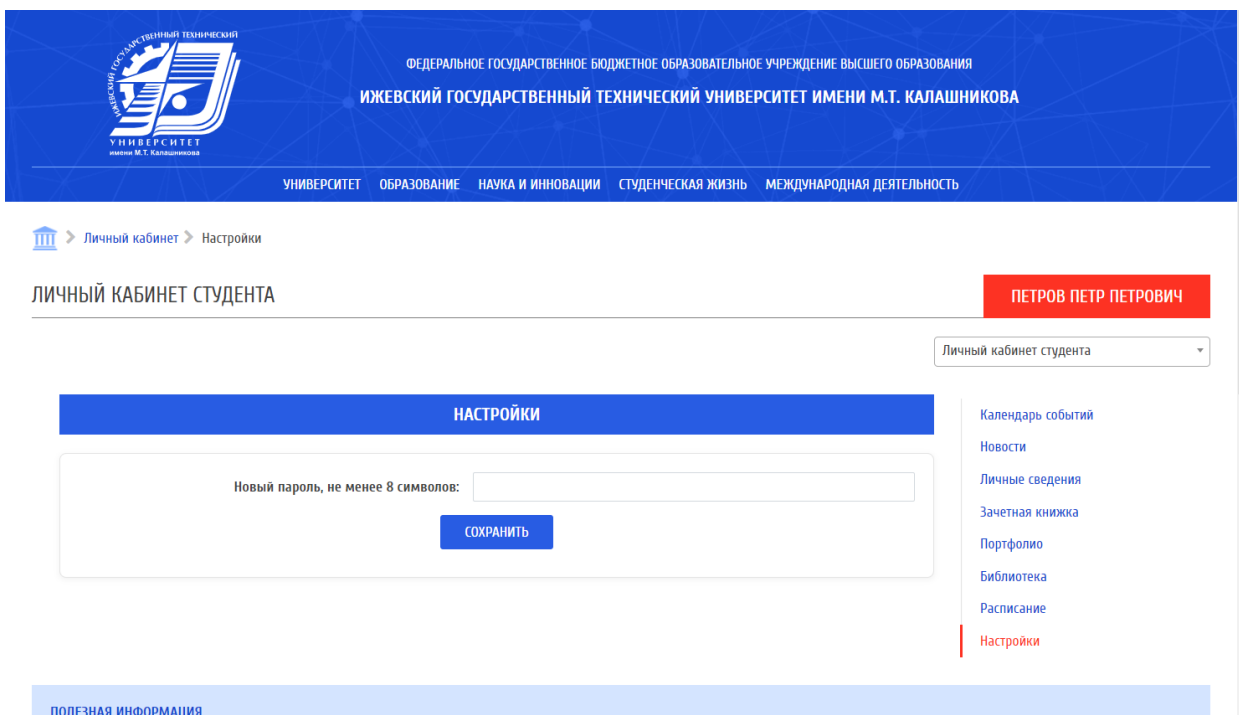 ИЖЕВСКИЙ ГОСУДАРСТВЕННЫЙ ТЕХНИЧЕСКИЙ
УНИВЕРСИТЕТ
имени М.Т. Калашникова
ФЕДЕРАЛЬНОЕ ГОСУДАРСТВЕННОЕ БЮДЖЕТНОЕ ОБРАЗОВАТЕЛЬНОЕ УЧРЕЖДЕНИЕ ВЫСШЕГО ОБРАЗОВАНИЯ
ИЖЕВСКИЙ ГОСУДАРСТВЕННЫЙ ТЕХНИЧЕСКИЙ УНИВЕРСИТЕТ ИМЕНИ М.Т. КАЛАШНИКОВА
УНИВЕРСИТЕТ ОБРАЗОВАНИЕ НАУКА И ИННОВАЦИИ СТУДЕНЧЕСКАЯ ЖИЗНЬ МЕЖДУНАРОДНАЯ ДЕЯТЕЛЬНОСТЬ
Личный кабинет Настройки
ЛИЧНЫЙ КАБИНЕТ СТУДЕНТА
ПЕТРОВ ПЕТР ПЕТРОВИЧ
Личный кабинет студента
НАСТРОЙКИ
Новый пароль, не менее 8 символов:
СОХРАНИТЬ
Календарь событий
Новости
Личные сведения
Зачетная книжка
Портфолио
Библиотека
Расписание
Настройки
ПОЛЕЗНАЯ ИНФОРМАЦИЯ